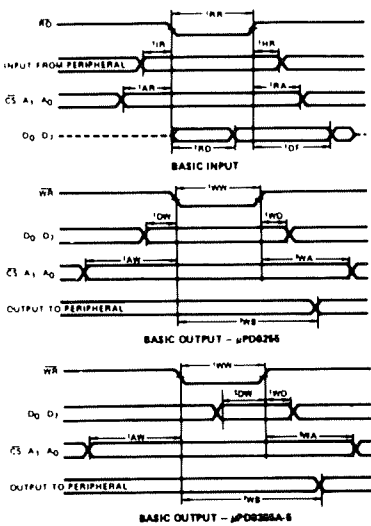 tRR
RD
tIR
tHR
INPUT FROM PERIPHERAL
tAR
tRA
CS A1 A0
D0 D7
tRD
tDF
BASIC INPUT
tWW
WR
tDW
tWD
D0 D7
tAW
tWA
CS A1 A0
OUTPUT TO PERIPHERAL
tWB
BASIC OUTPUT – µPD8255
tWW
WR
tDW
tWD
D0 D7
tAW
tWA
CS A1 A0
OUTPUT TO PERIPHERAL
tWB
BASIC OUTPUT – µPD8255A-5